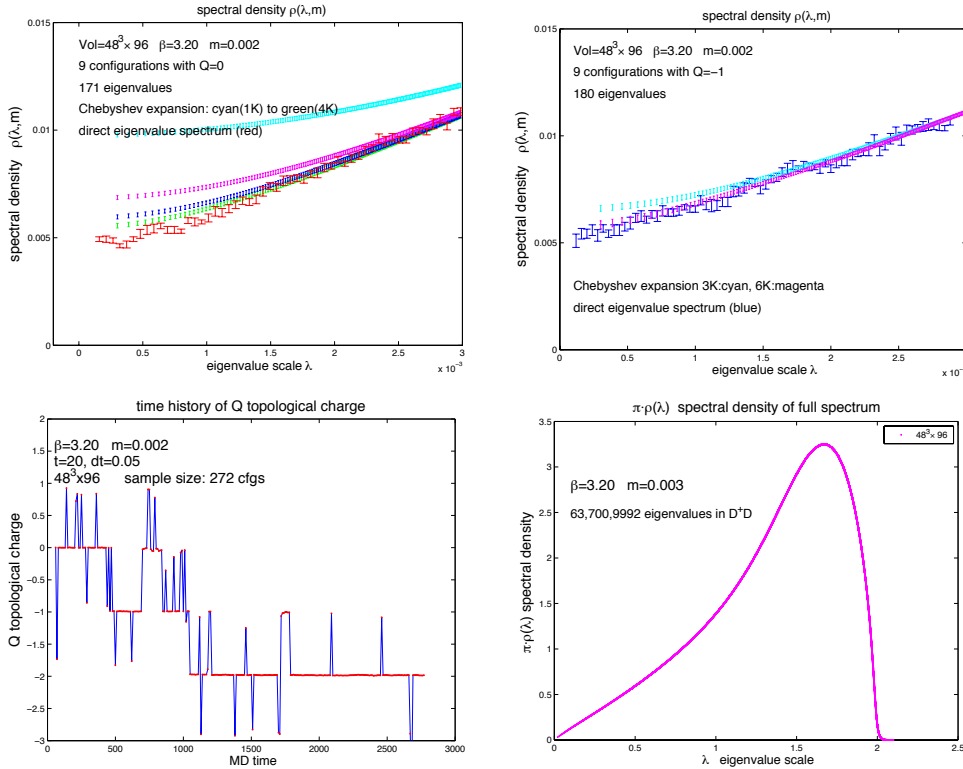 spectral density ρ(λ,m)
Vol=48³× 96 β=3.20 m=0.002
9 configurations with Q=0
171 eigenvalues
Chebyshev expansion: cyan(1K) to green(4K)
direct eigenvalue spectrum (red)
spectral density ρ(λ,m)
0.015
0.01
0.005
0
0 0.5 1 1.5 2 2.5 3
x 10⁻³
eigenvalue scale λ
spectral density ρ(λ,m)
Vol=48³× 96 β=3.20 m=0.002
9 configurations with Q=−1
180 eigenvalues
Chebyshev expansion 3K:cyan, 6K:magenta
direct eigenvalue spectrum (blue)
spectral density ρ(λ,m)
0.015
0.01
0.005
0
0 0.5 1 1.5 2 2.5
eigenvalue scale λ
time history of Q topological charge
β=3.20 m=0.002
t=20, dt=0.05
48³x96 sample size: 272 cfgs
Q topological charge
2
1.5
1
0.5
0
−0.5
−1
−1.5
−2
−2.5
−3
0 500 1000 1500 2000 2500 3000
MD time
π·ρ(λ) spectral density of full spectrum
48³× 96
β=3.20 m=0.003
63,700,9992 eigenvalues in D⁺D
π·ρ(λ) spectral density
3.5
3
2.5
2
1.5
1
0.5
0
0 0.5 1 1.5 2 2.5
λ eigenvalue scale